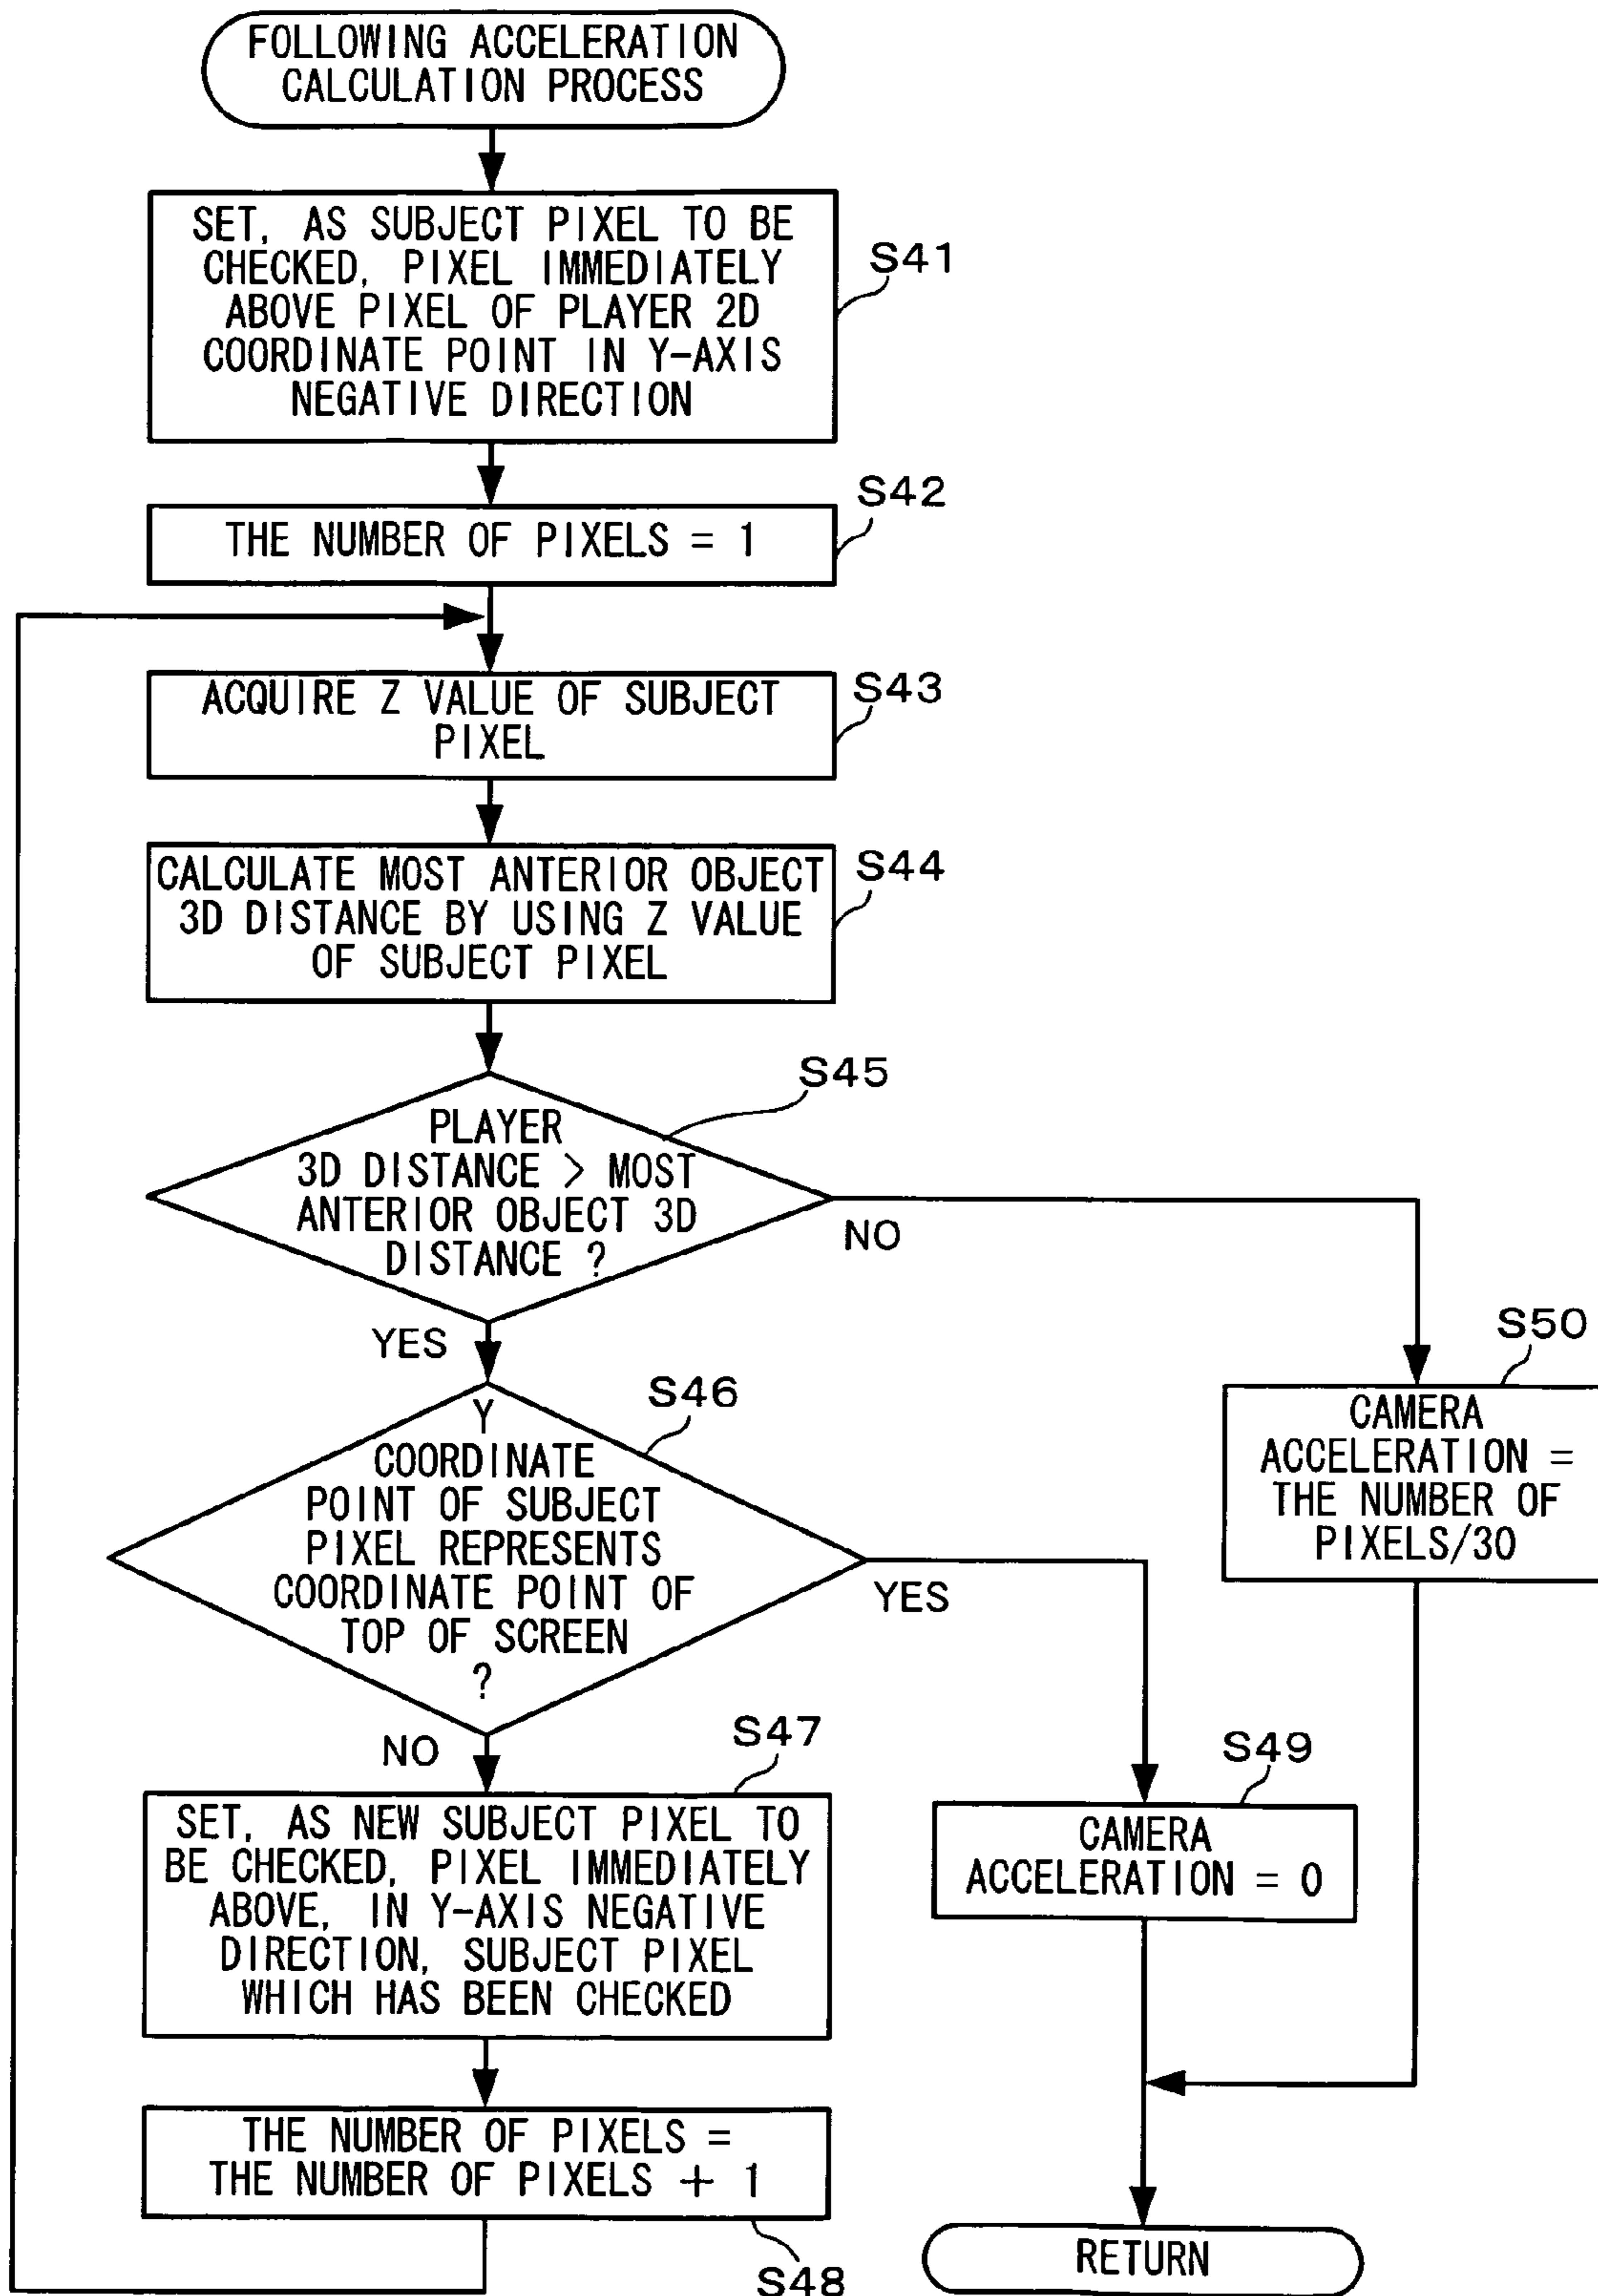 FOLLOWING ACCELERATION
CALCULATION PROCESS
SET, AS SUBJECT PIXEL TO BE
CHECKED, PIXEL IMMEDIATELY
ABOVE PIXEL OF PLAYER 2D
COORDINATE POINT IN Y-AXIS
NEGATIVE DIRECTION
S41
THE NUMBER OF PIXELS = 1
S42
ACQUIRE Z VALUE OF SUBJECT
PIXEL
S43
CALCULATE MOST ANTERIOR OBJECT
3D DISTANCE BY USING Z VALUE
OF SUBJECT PIXEL
S44
S45
PLAYER
3D DISTANCE > MOST
ANTERIOR OBJECT 3D
DISTANCE ?
NO
YES
S46
Y
COORDINATE
POINT OF SUBJECT
PIXEL REPRESENTS
COORDINATE POINT OF
TOP OF SCREEN
?
YES
NO
S50
CAMERA
ACCELERATION =
THE NUMBER OF
PIXELS/30
S47
SET, AS NEW SUBJECT PIXEL TO
BE CHECKED, PIXEL IMMEDIATELY
ABOVE, IN Y-AXIS NEGATIVE
DIRECTION, SUBJECT PIXEL
WHICH HAS BEEN CHECKED
S49
CAMERA
ACCELERATION = 0
THE NUMBER OF PIXELS =
THE NUMBER OF PIXELS + 1
S48
RETURN